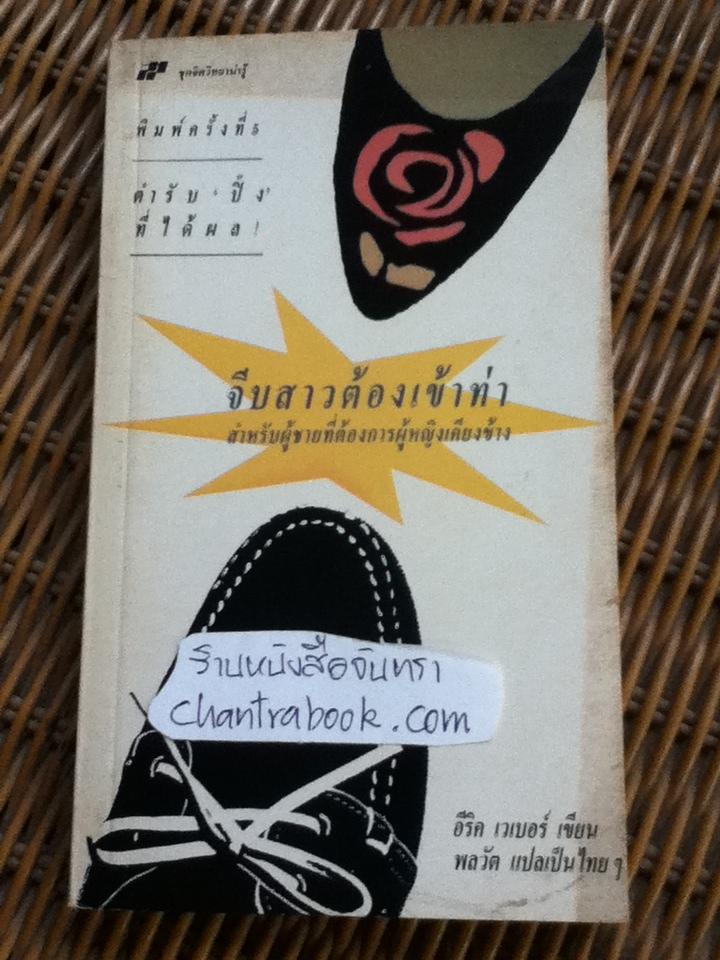 ชุดจิตวิทยาน่ารู้
พิมพ์ครั้งที่ ๕
ตำรับ 'ปิ๊ง'
ที่ได้ผล!
จีบสาวต้องเข้าท่า
สำหรับผู้ชายที่ต้องการผู้หญิงเคียงข้าง
ร้านหนังสือจันทรา
chantrabook.com
อีริค เวเบอร์ เขียน
พลวัต แปลเป็นไทย ๆ